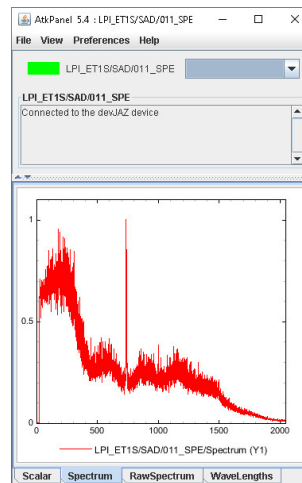 AtkPanel 5.4 : LPI_ET1S/SAD/011_SPE
File View Preferences Help
LPI_ET1S/SAD/011_SPE
LPI_ET1S/SAD/011_SPE
Connected to the devJAZ device
1
0.5
0
0 500 1000 1500 2000
LPI_ET1S/SAD/011_SPE/Spectrum (Y1)
Scalar Spectrum RawSpectrum WaveLengths